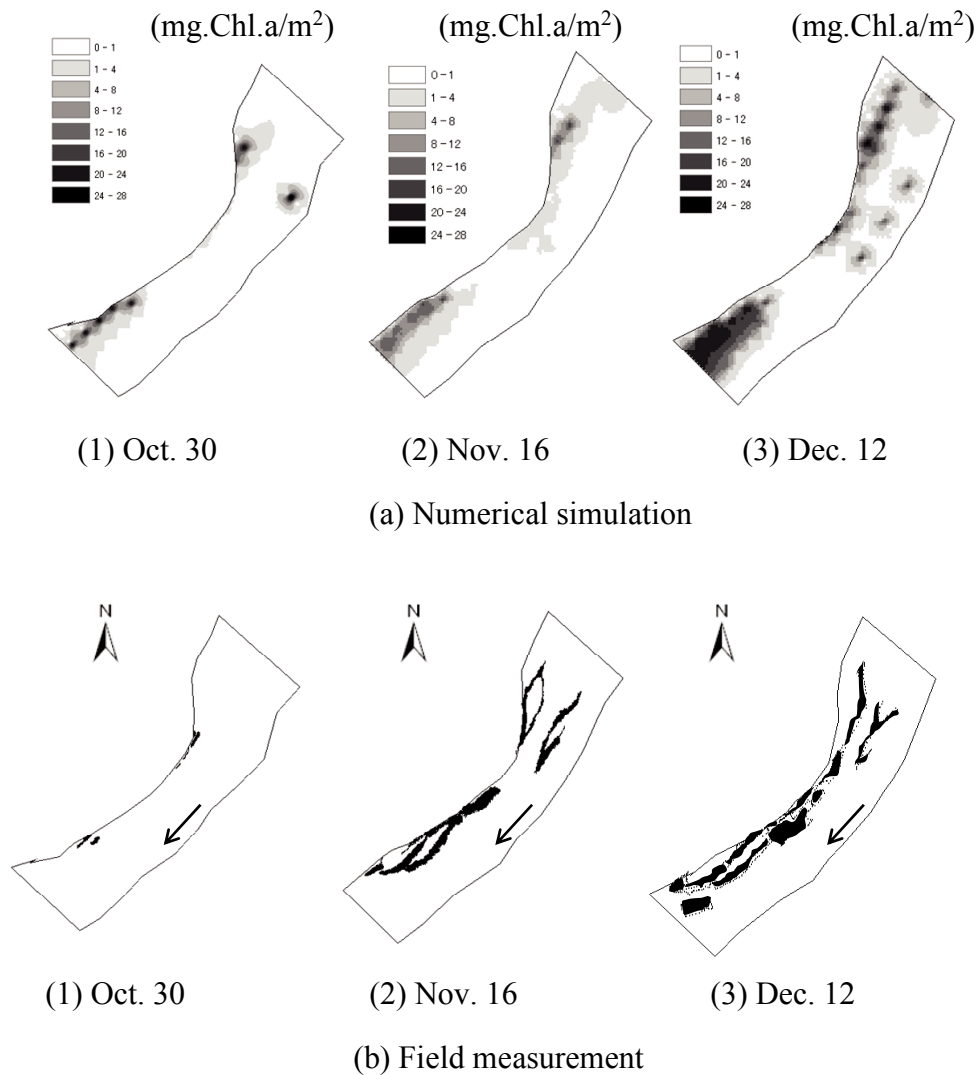 (mg.Chl.a/m²)
0 - 1
1 - 4
4 - 8
8 - 12
12 - 16
16 - 20
20 - 24
24 - 28
(mg.Chl.a/m²)
0 - 1
1 - 4
4 - 8
8 - 12
12 - 16
16 - 20
20 - 24
24 - 28
(mg.Chl.a/m²)
0 - 1
1 - 4
4 - 8
8 - 12
12 - 16
16 - 20
20 - 24
24 - 28
(1) Oct. 30
(2) Nov. 16
(3) Dec. 12
(a) Numerical simulation
N
N
N
(1) Oct. 30
(2) Nov. 16
(3) Dec. 12
(b) Field measurement